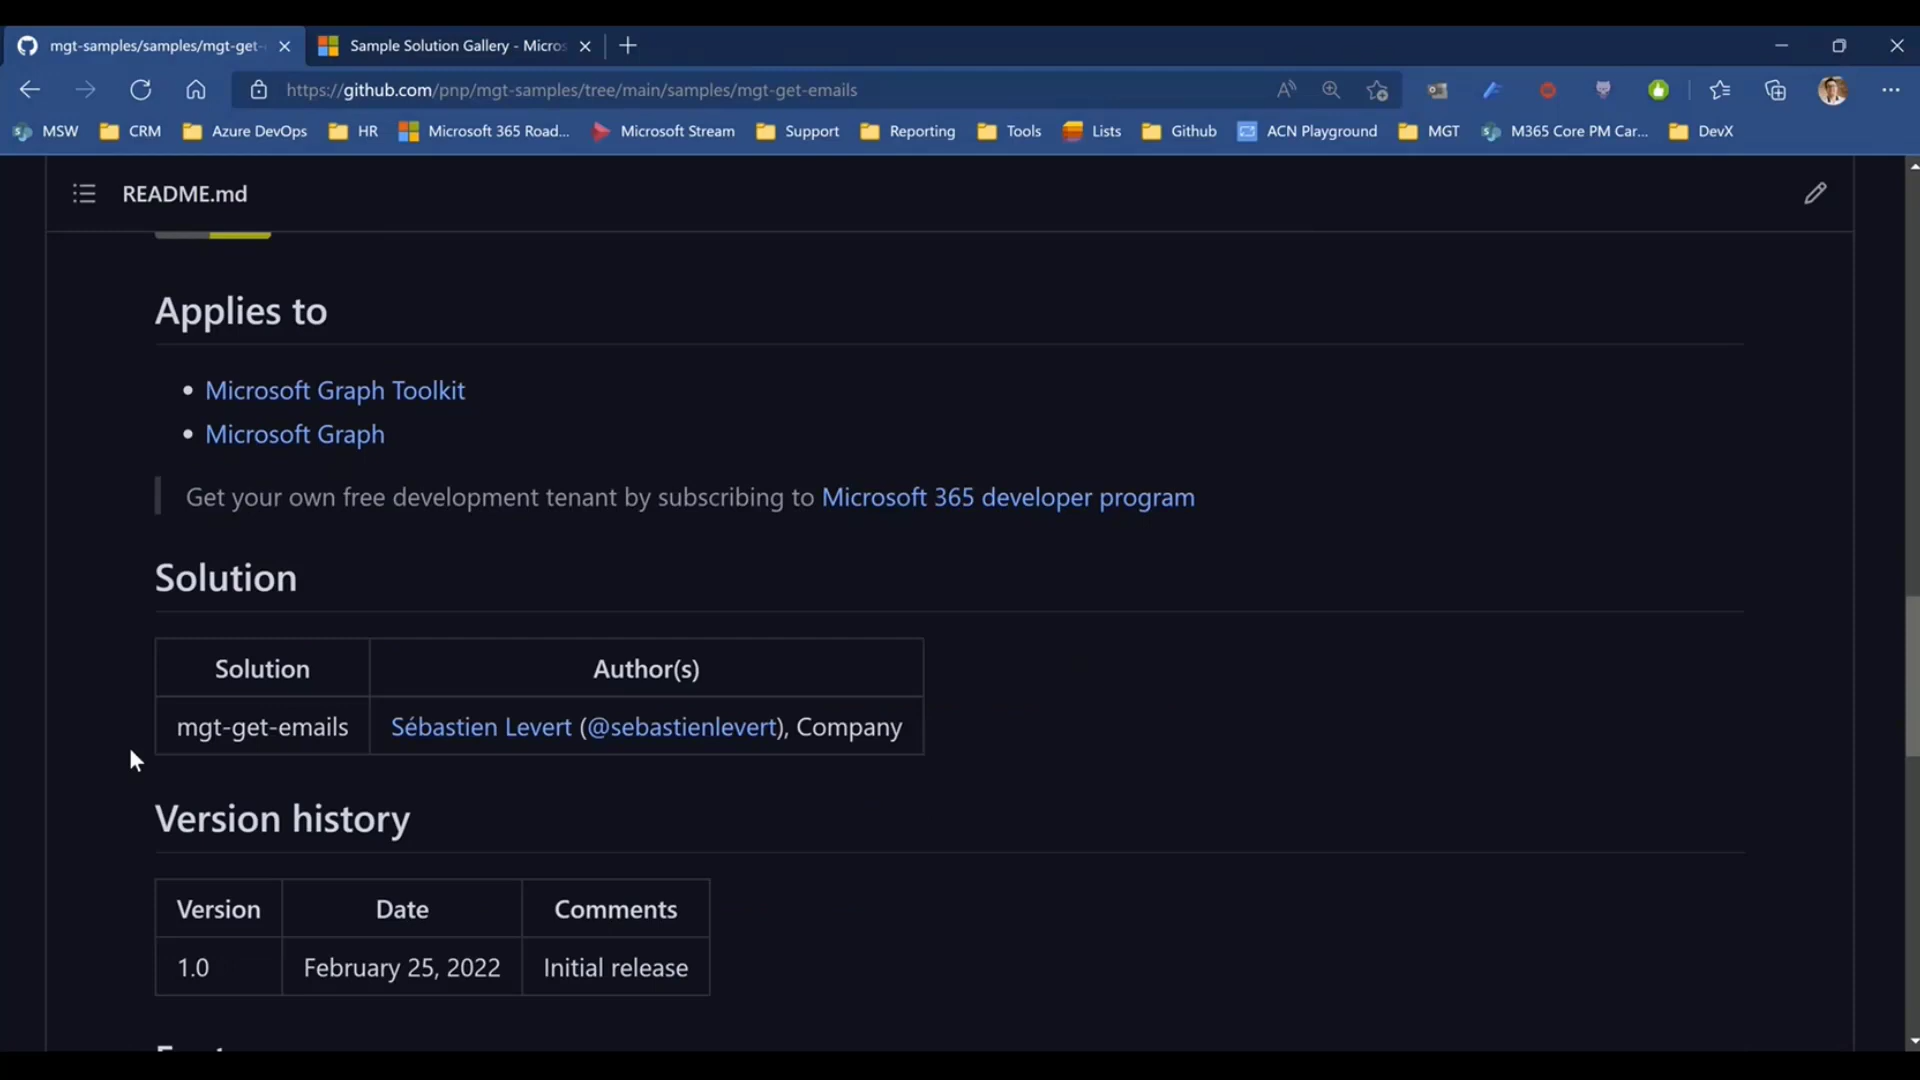 mgt-samples/samples/mgt-get-
Sample Solution Gallery - Micros
https://github.com/pnp/mgt-samples/tree/main/samples/mgt-get-emails
MSW CRM Azure DevOps HR Microsoft 365 Road... Microsoft Stream Support Reporting Tools Lists Github ACN Playground MGT M365 Core PM Car... DevX
README.md
Applies to
Microsoft Graph Toolkit
Microsoft Graph
Get your own free development tenant by subscribing to Microsoft 365 developer program
Solution
Solution Author(s)
mgt-get-emails Sébastien Levert (@sebastienlevert), Company
Version history
Version Date Comments
1.0 February 25, 2022 Initial release